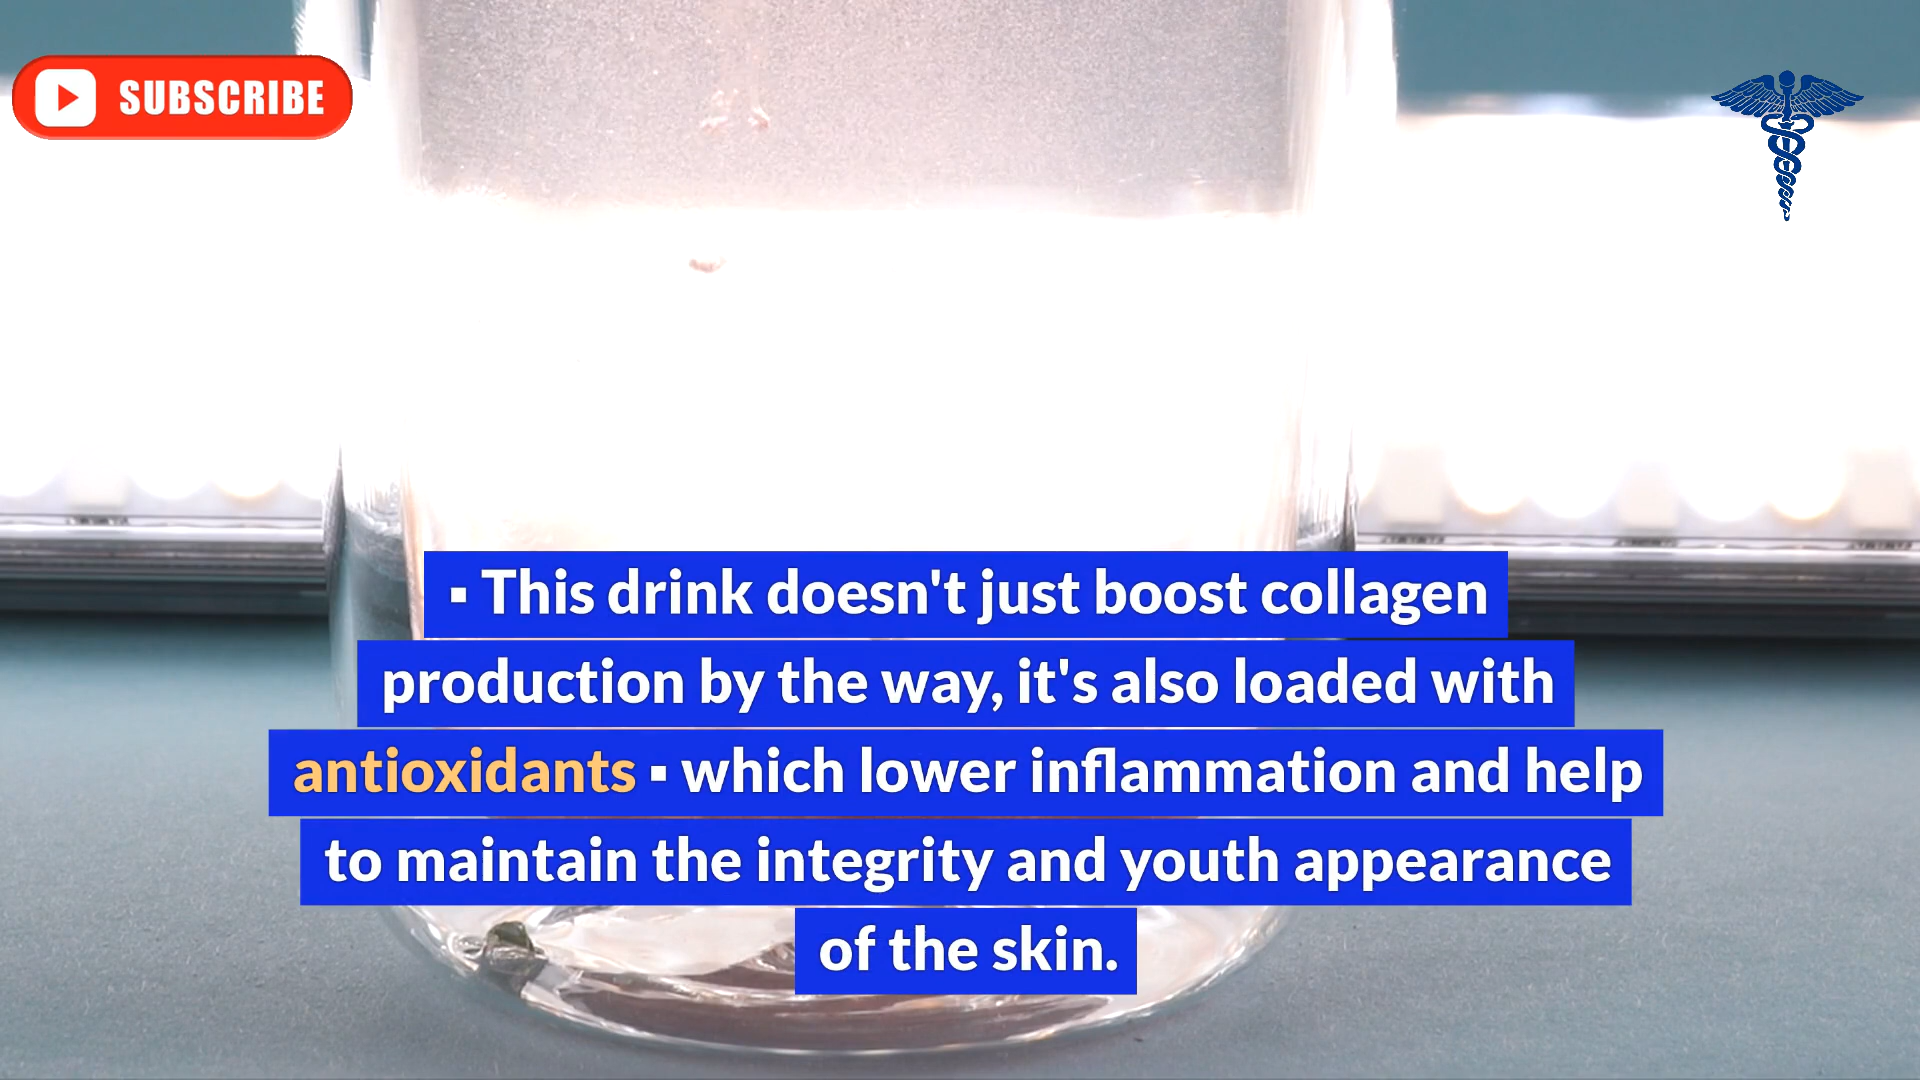 SUBSCRIBE
▪ This drink doesn't just boost collagen
production by the way, it's also loaded with
antioxidants ▪ which lower inflammation and help
to maintain the integrity and youth appearance
of the skin.